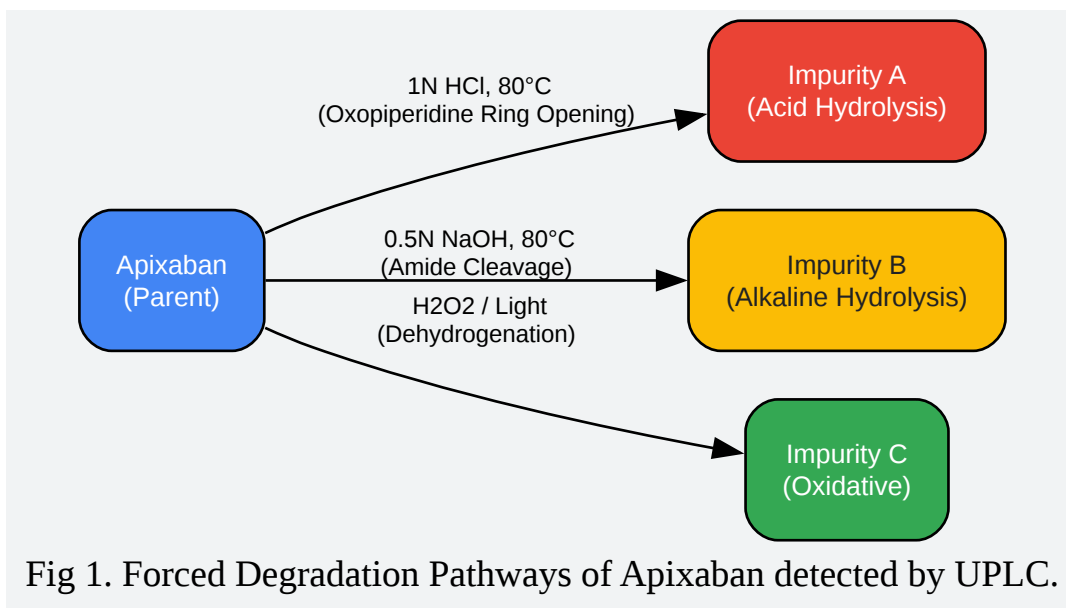 1N HCl, 80°C
(Oxopiperidine Ring Opening)
Impurity A
(Acid Hydrolysis)
Apixaban
(Parent)
0.5N NaOH, 80°C
(Amide Cleavage)
Impurity B
(Alkaline Hydrolysis)
H2O2 / Light
(Dehydrogenation)
Impurity C
(Oxidative)
Fig 1. Forced Degradation Pathways of Apixaban detected by UPLC.